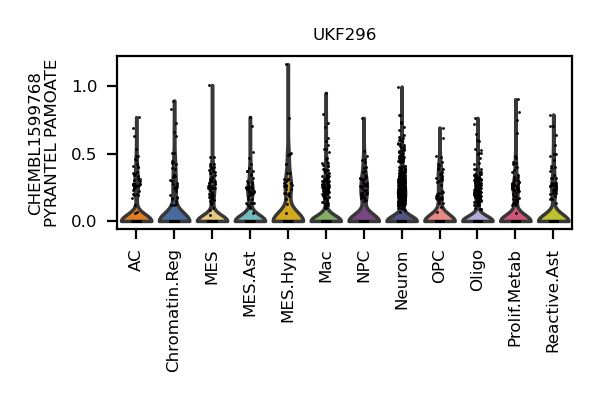 UKF296
CHEMBL1599768
PYRANTEL PAMOATE
1.0
0.5
0.0
AC
Chromatin.Reg
MES
MES.Ast
MES.Hyp
Mac
NPC
Neuron
OPC
Oligo
Prolif.Metab
Reactive.Ast